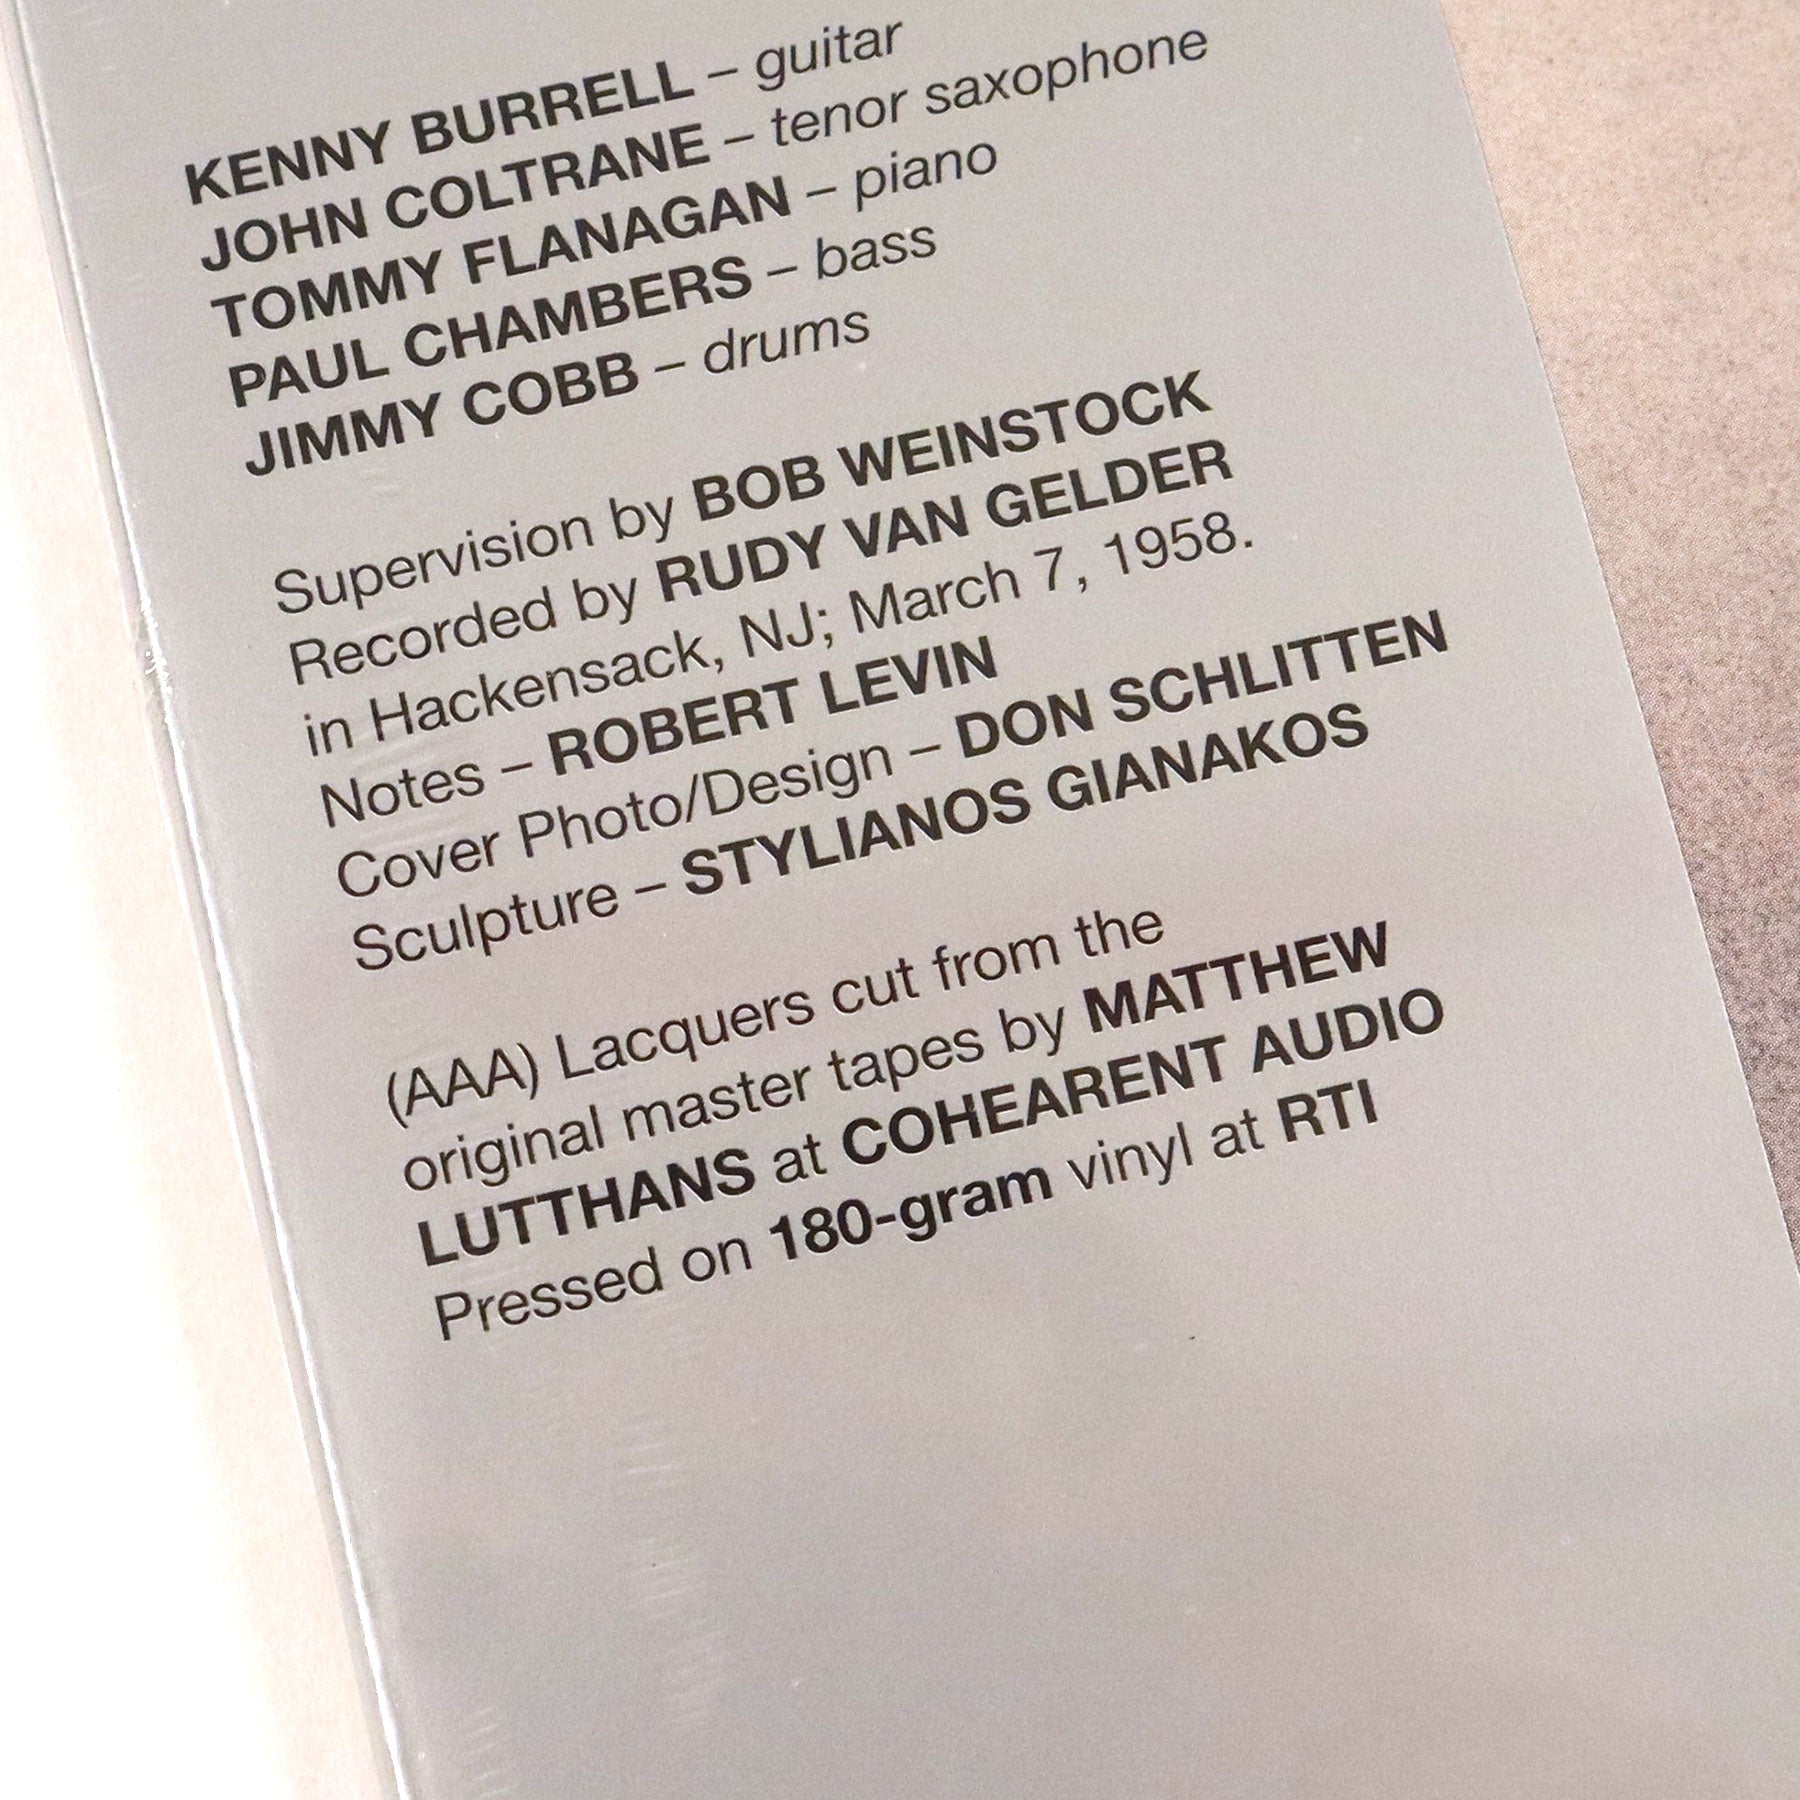 KENNY BURRELL – guitar
JOHN COLTRANE – tenor saxophone
TOMMY FLANAGAN – piano
PAUL CHAMBERS – bass
JIMMY COBB – drums
Supervision by BOB WEINSTOCK
Recorded by RUDY VAN GELDER
in Hackensack, NJ; March 7, 1958.
Notes – ROBERT LEVIN
Cover Photo/Design – DON SCHLITTEN
Sculpture – STYLIANOS GIANAKOS
(AAA) Lacquers cut from the
original master tapes by MATTHEW
LUTTHANS at COHEARENT AUDIO
Pressed on 180-gram vinyl at RTI